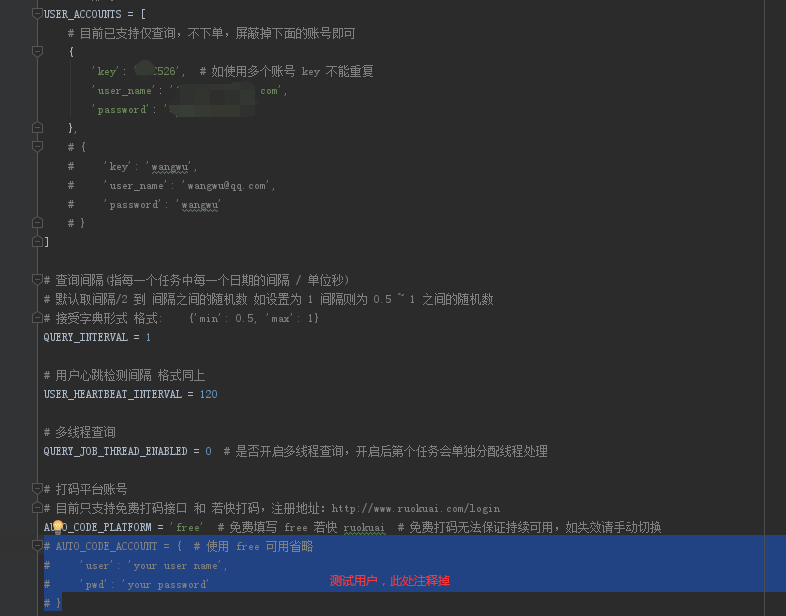 USER_ACCOUNTS = [
# 目前已支持仅查询，不下单，屏蔽掉下面的账号即可
{
'key': C526', # 如使用多个账号 key 不能重复
'user_name': ' com',
'password': '
},
# {
# 'key': 'wangwu',
# 'user_name': 'wangwu@qq.com',
# 'password': 'wangwu'
# }
]
# 查询间隔(指每一个任务中每一个日期的间隔 / 单位秒)
# 默认取间隔/2 到 间隔之间的随机数 如设置为 1 间隔则为 0.5 ~ 1 之间的随机数
# 接受字典形式 格式: {'min': 0.5, 'max': 1}
QUERY_INTERVAL = 1
# 用户心跳检测间隔 格式同上
USER_HEARTBEAT_INTERVAL = 120
# 多线程查询
QUERY_JOB_THREAD_ENABLED = 0 # 是否开启多线程查询，开启后第个任务会单独分配线程处理
# 打码平台账号
# 目前只支持免费打码接口 和 若快打码，注册地址：http://www.ruokuai.com/login
AUTO_CODE_PLATFORM = 'free' # 免费填写 free 若快 ruokuai # 免费打码无法保证持续可用，如失效请手动切换
# AUTO_CODE_ACCOUNT = { # 使用 free 可用省略
# 'user': 'your user name',
# 'pwd': 'your password'
测试用户，此处注释掉
# }